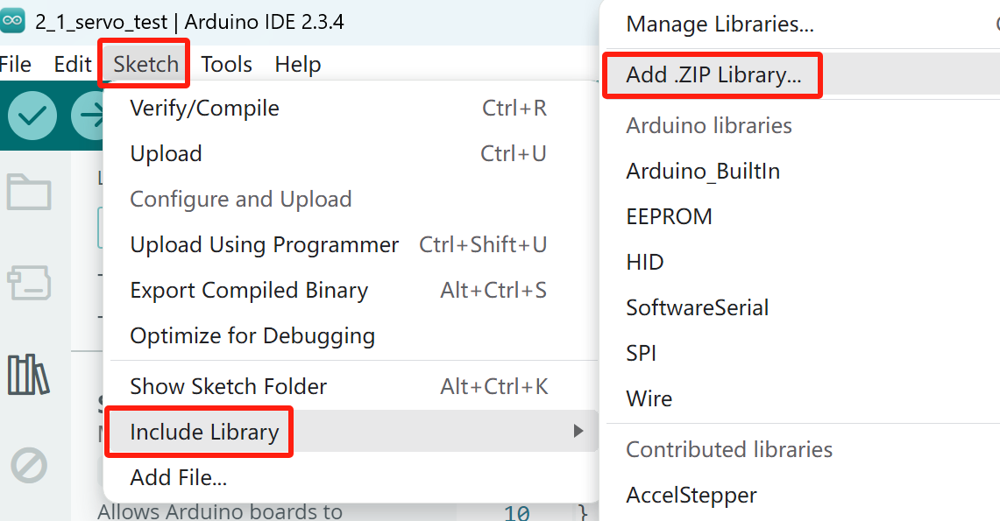 2_1_servo_test | Arduino IDE 2.3.4
File Edit Sketch Tools Help
Verify/Compile Ctrl+R
Upload Ctrl+U
Configure and Upload
Upload Using Programmer Ctrl+Shift+U
Export Compiled Binary Alt+Ctrl+S
Optimize for Debugging
Show Sketch Folder Alt+Ctrl+K
Include Library
Add File...
Allows Arduino boards to
10 }
Manage Libraries...
Add .ZIP Library...
Arduino libraries
Arduino_BuiltIn
EEPROM
HID
SoftwareSerial
SPI
Wire
Contributed libraries
AccelStepper